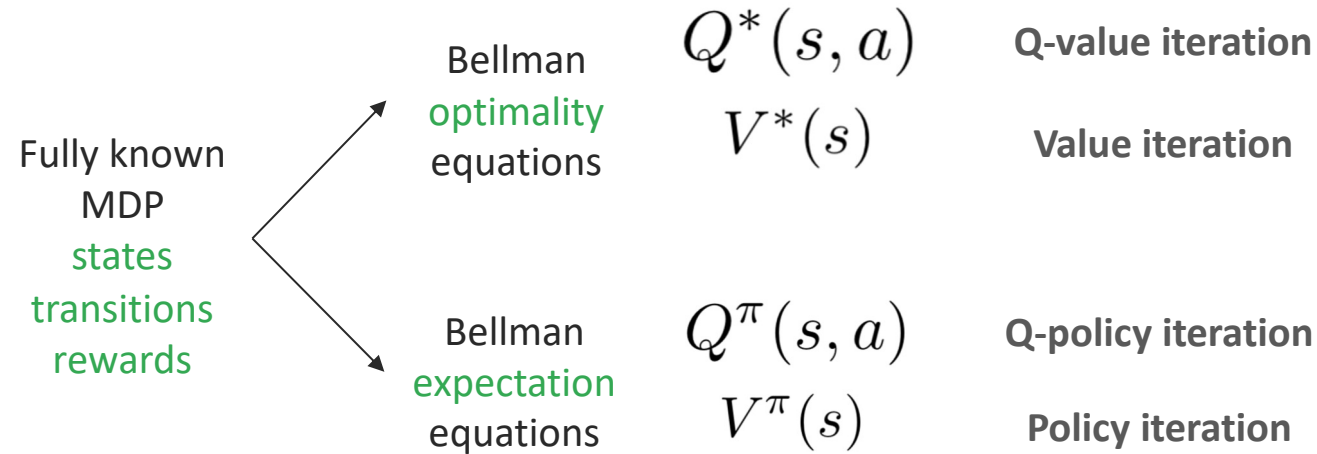 Fully known
MDP
states
transitions
rewards
Bellman
optimality
equations
Q*(s, a)
Q-value iteration
V*(s)
Value iteration
Bellman
expectation
equations
Q^π(s, a)
Q-policy iteration
V^π(s)
Policy iteration